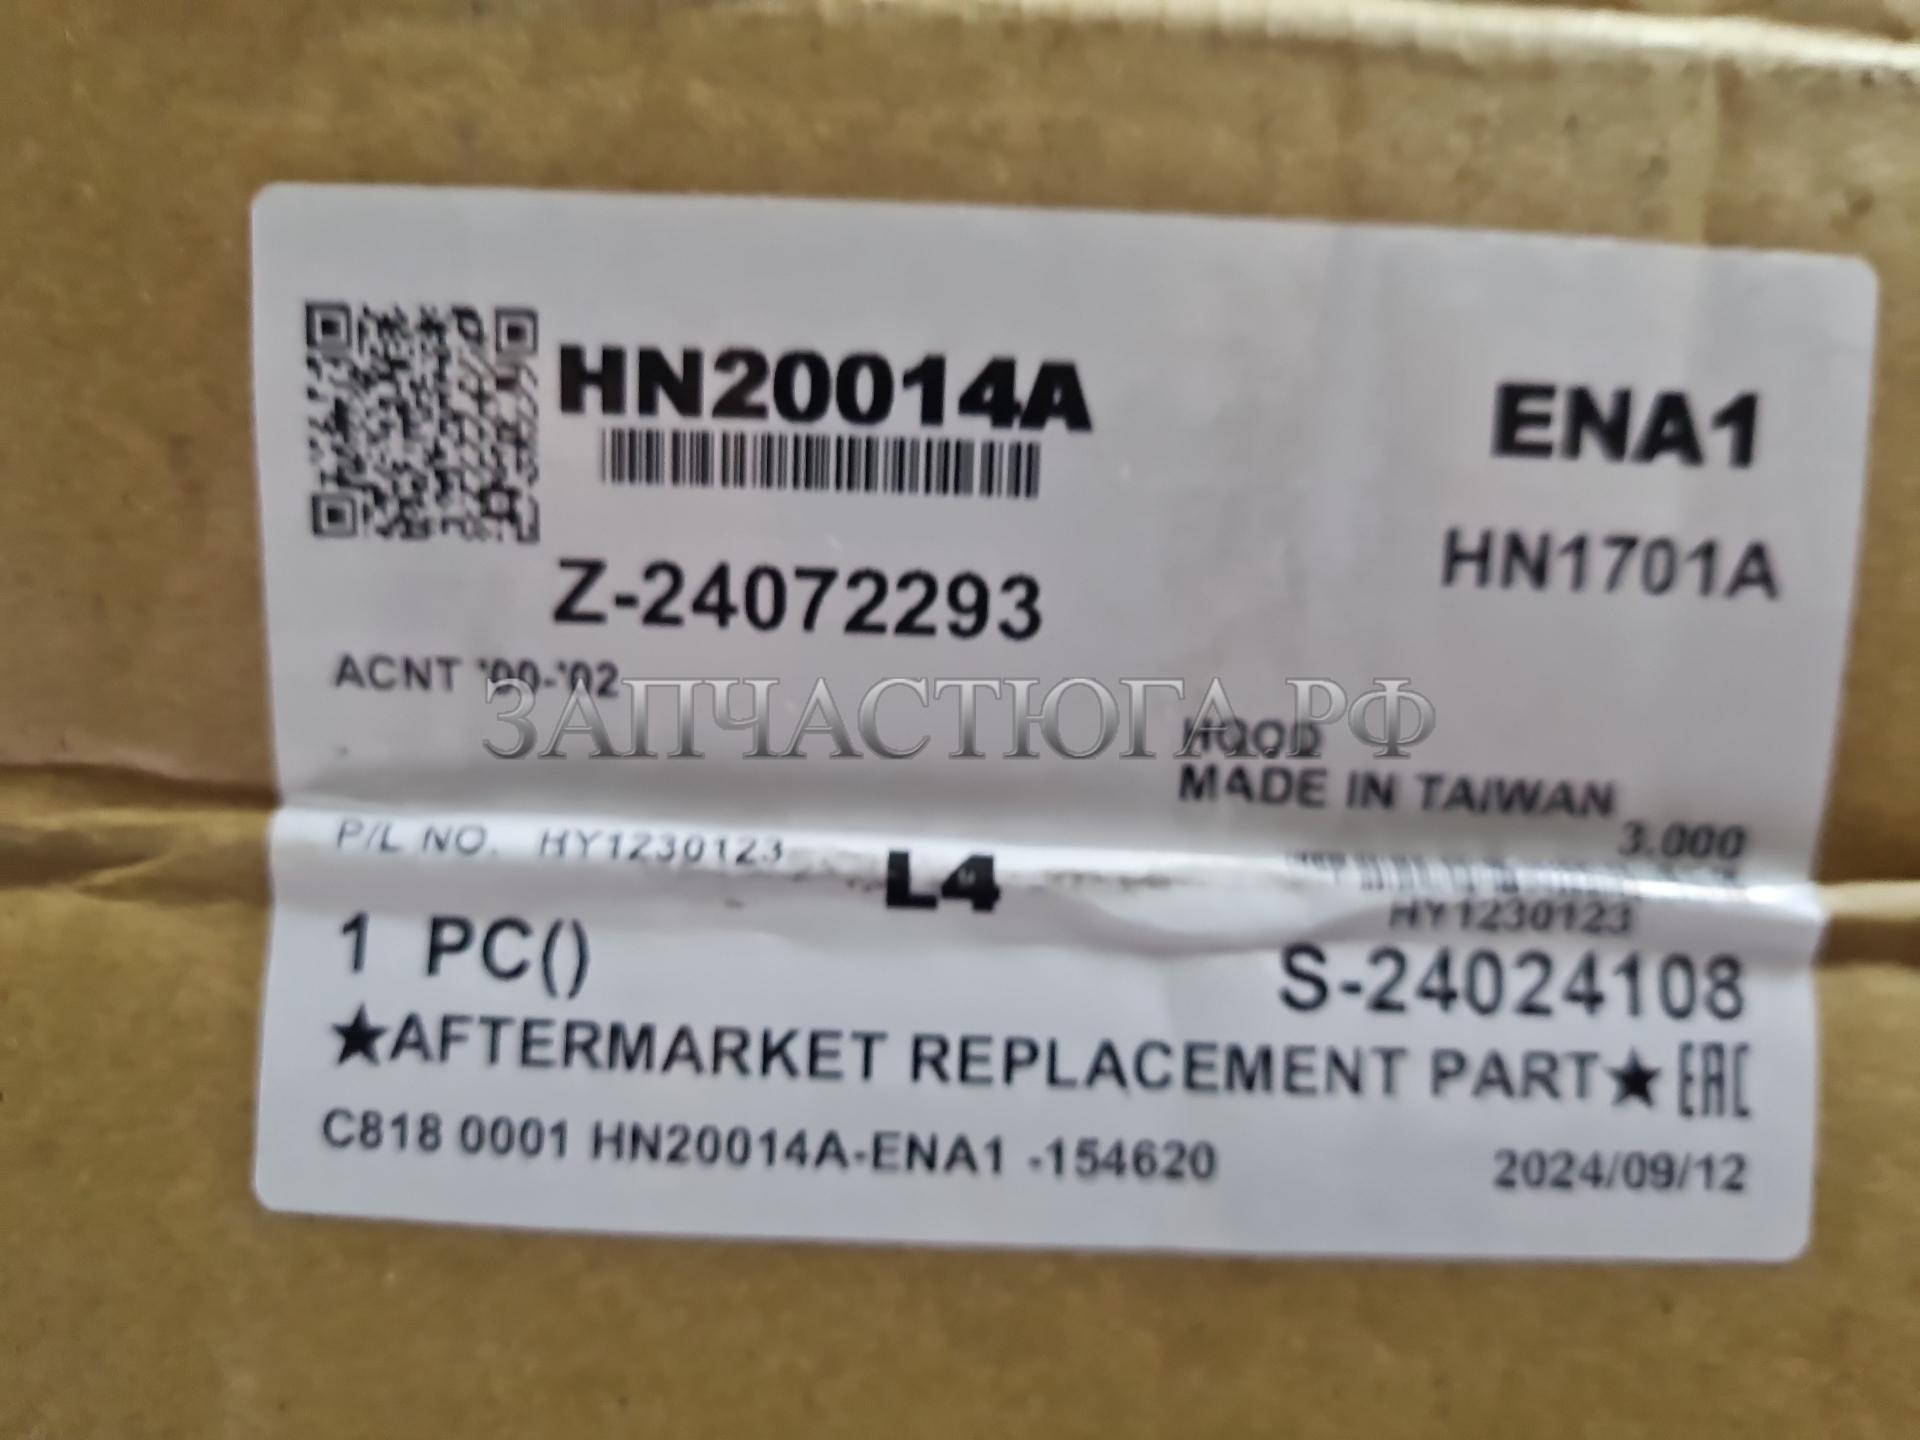 HN20014A
ENA1
HN1701A
Z-24072293
ACNT '00-'02
ЗАПЧАСТЮГА.РФ
HOOD
MADE IN TAIWAN
3.000
P/L NO. HY1230123
L4
HY1230123
1 PC()
S-24024108
★AFTERMARKET REPLACEMENT PART★ EAC
C818 0001 HN20014A-ENA1 -154620
2024/09/12